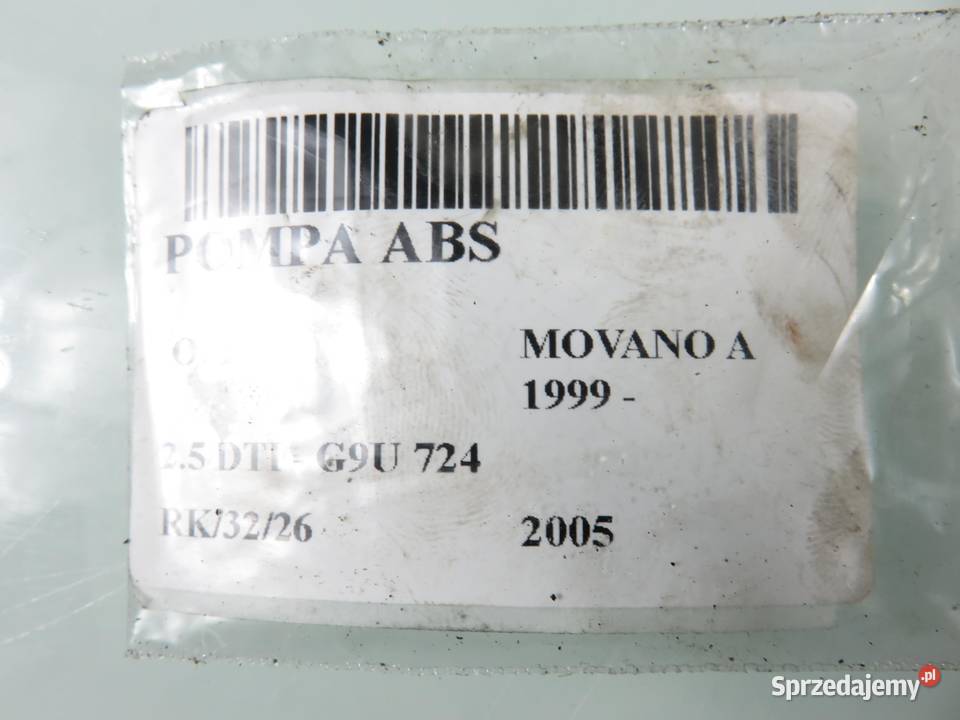 POMPA ABS
MOVANO A
1999 -
2.5 DTI - G9U 724
RK/32/26
2005
Sprzedajemy.pl